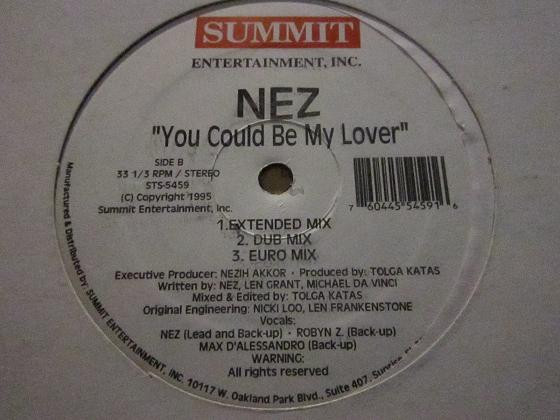 SUMMIT
ENTERTAINMENT, INC.
NEZ
"You Could Be My Lover"
SIDE B
33 1/3 RPM / STEREO
STS-5459
(C) Copyright 1995
Summit Entertainment, Inc.
7 60445 54591 6
1.EXTENDED MIX
2. DUB MIX
3. EURO MIX
Executive Producer: NEZIH AKKOR · Produced by: TOLGA KATAS
Written by: NEZ, LEN GRANT, MICHAEL DA VINCI
Mixed & Edited by: TOLGA KATAS
Original Engineering: NICKI LOO, LEN FRANKENSTONE
Vocals:
NEZ (Lead and Back-up) · ROBYN Z. (Back-up)
MAX D'ALESSANDRO (Back-up)
WARNING:
All rights reserved
Manufactured & Distributed by: SUMMIT ENTERTAINMENT, INC. 10117 W. Oakland Park Blvd., Suite 407,